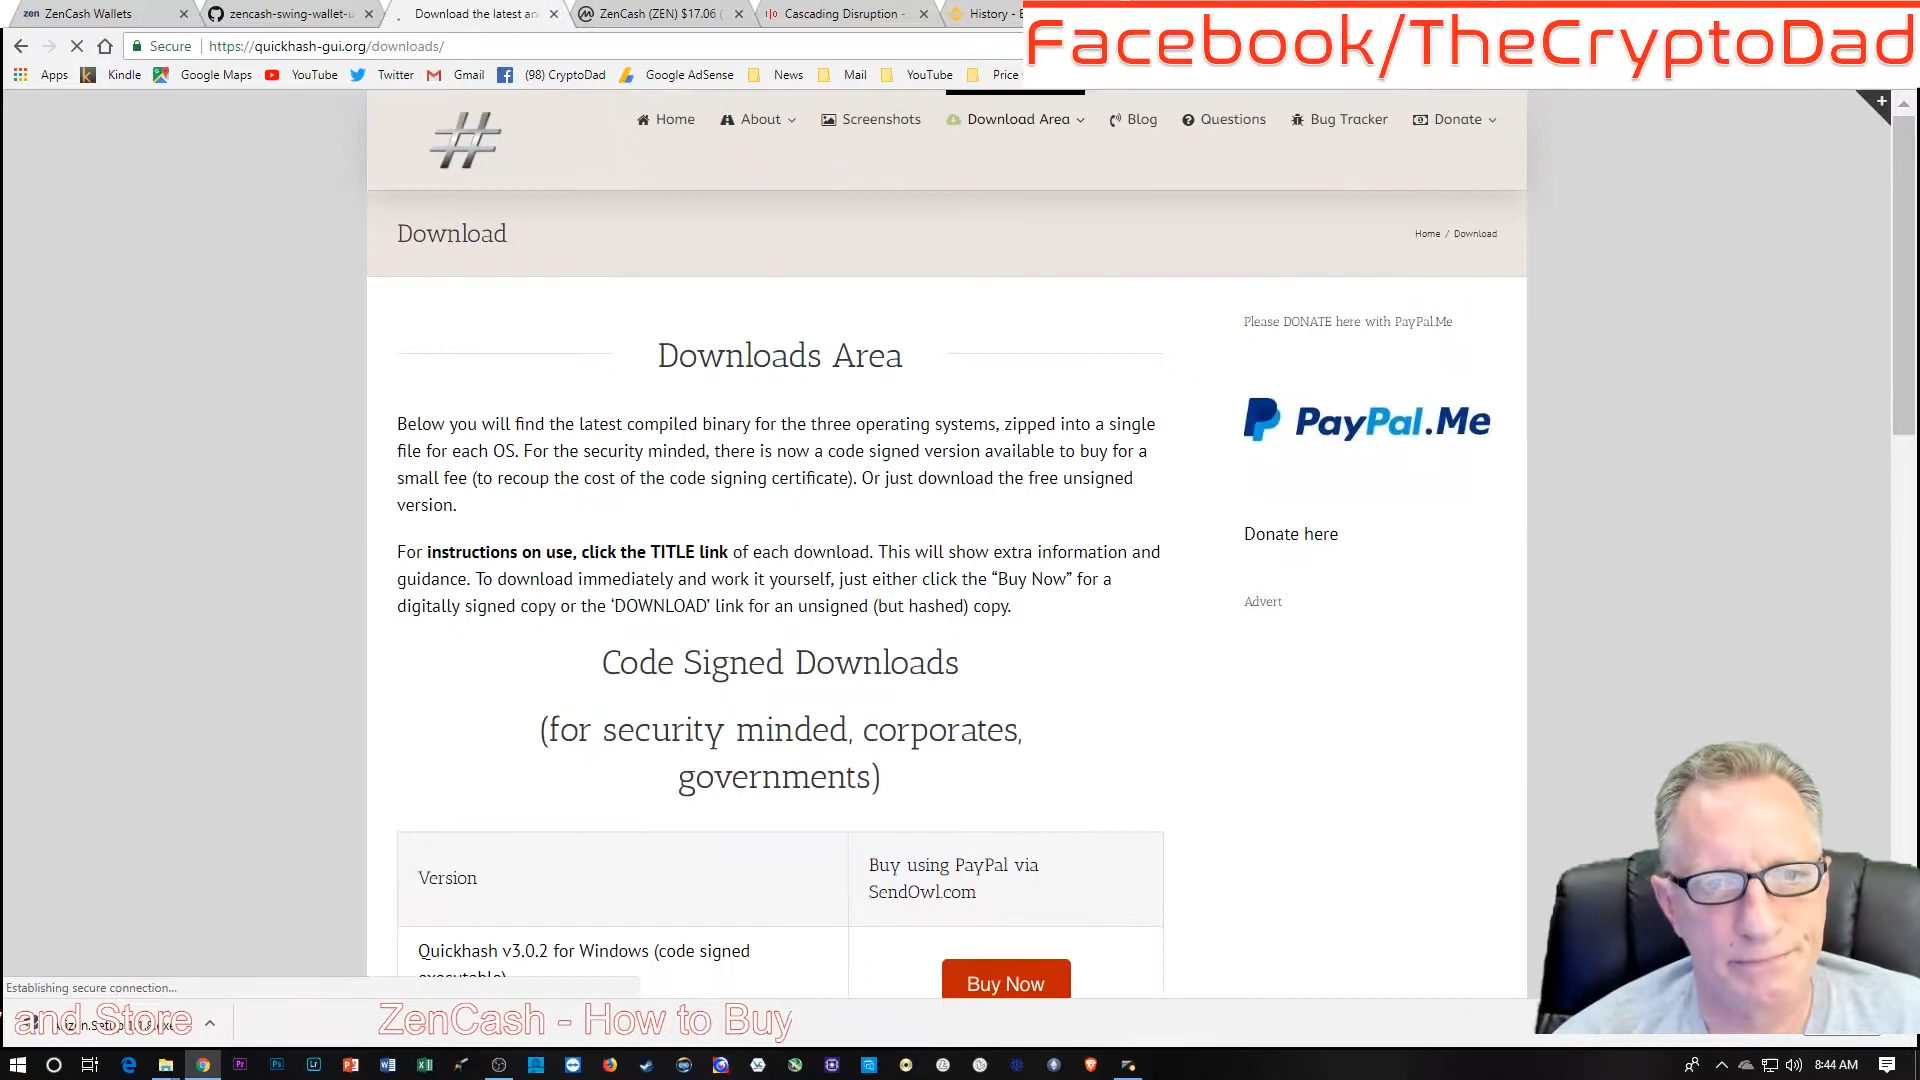 zen ZenCash Wallets
zencash-swing-wallet-u
Download the latest an
ZenCash (ZEN) $17.06 (
Cascading Disruption -
History - E
Facebook/TheCryptoDad
Secure
https://quickhash-gui.org/downloads/
Apps
Kindle
Google Maps
YouTube
Twitter
Gmail
(98) CryptoDad
Google AdSense
News
Mail
YouTube
Price
Home
About
Screenshots
Download Area
Blog
Questions
Bug Tracker
Donate
Download
Home / Download
Downloads Area
Please DONATE here with PayPal.Me
PayPal.Me
Below you will find the latest compiled binary for the three operating systems, zipped into a single
file for each OS. For the security minded, there is now a code signed version available to buy for a
small fee (to recoup the cost of the code signing certificate). Or just download the free unsigned
version.
Donate here
For instructions on use, click the TITLE link of each download. This will show extra information and
guidance. To download immediately and work it yourself, just either click the “Buy Now” for a
digitally signed copy or the ‘DOWNLOAD’ link for an unsigned (but hashed) copy.
Advert
Code Signed Downloads
(for security minded, corporates,
governments)
Version
Buy using PayPal via
SendOwl.com
Quickhash v3.0.2 for Windows (code signed
executable)
Buy Now
Establishing secure connection...
and Store
ZenCash - How to Buy
8:44 AM